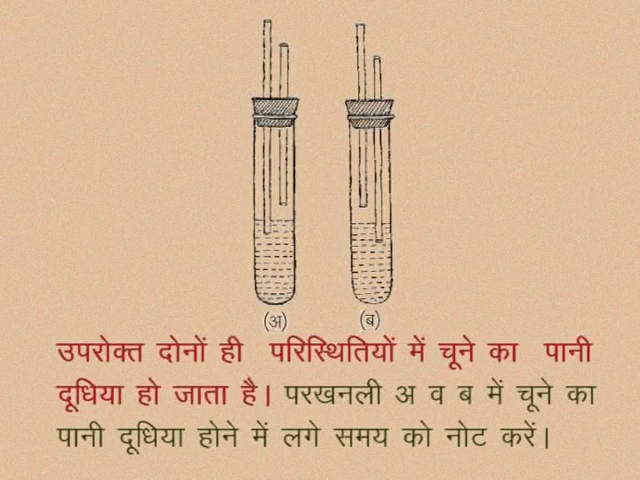 (अ) (ब)
उपरोक्त दोनों ही परिस्थितियों में चूने का पानी
दूधिया हो जाता है। परखनली अ व ब में चूने का
पानी दूधिया होने में लगे समय को नोट करें।